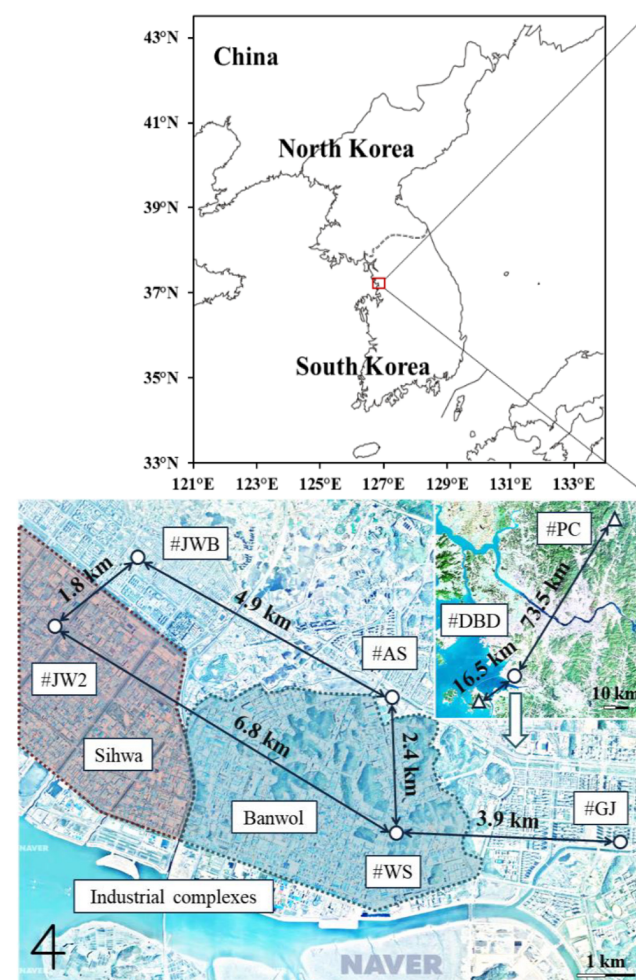 43°N
China
41°N
North Korea
39°N
37°N
South Korea
35°N
33°N
121°E 123°E 125°E 127°E 129°E 131°E 133°E
#JWB
#PC
1.8 km
4.9 km
73.5 km
#DBD
#AS
16.5 km
#JW2
10 km
6.8 km
2.4 km
Sihwa
Banwol
3.9 km
#GJ
NAVER
#WS
Industrial complexes
4
NAVER
NAVER
1 km